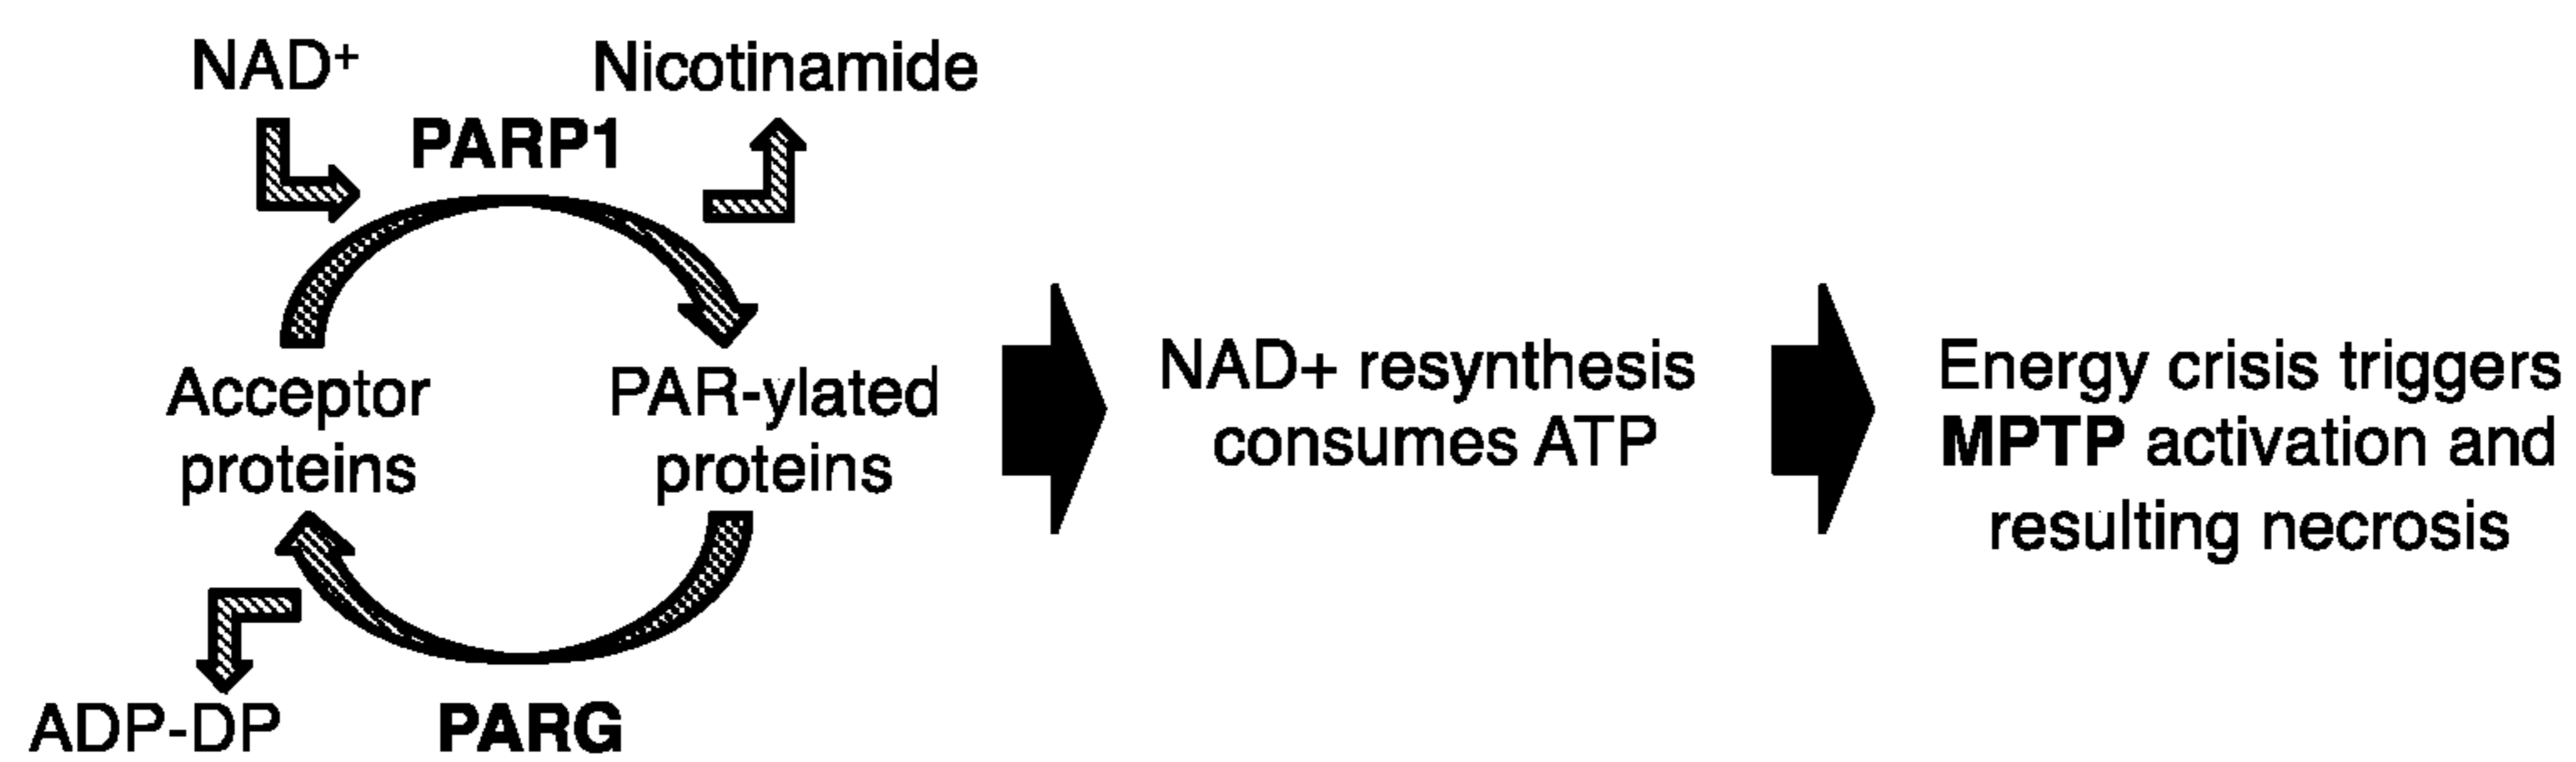 NAD⁺
Nicotinamide
PARP1
Acceptor
proteins
PAR-ylated
proteins
ADP-DP
PARG
NAD+ resynthesis
consumes ATP
Energy crisis triggers
MPTP activation and
resulting necrosis